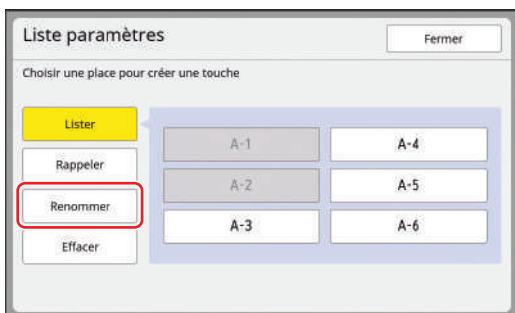 Liste paramètres
Fermer
Choisir une place pour créer une touche
Lister
A-1
A-4
Rappeler
A-2
A-5
Renommer
A-3
A-6
Effacer